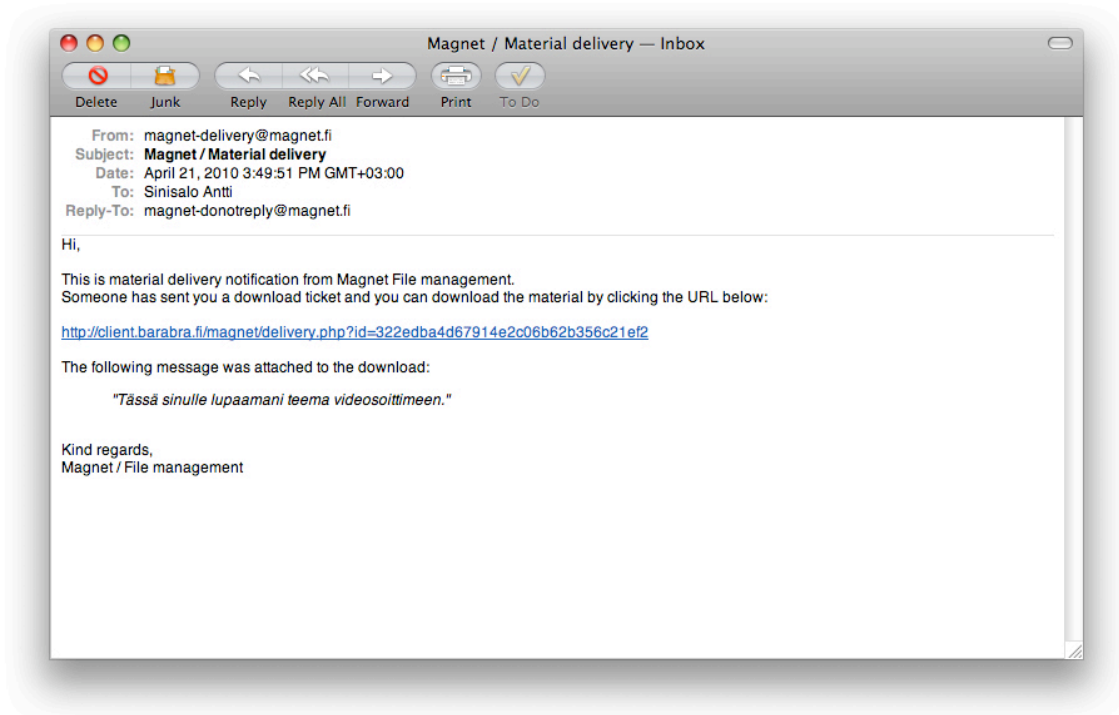 Magnet / Material delivery — Inbox
Delete Junk Reply Reply All Forward Print To Do
From: magnet-delivery@magnet.fi
Subject: Magnet / Material delivery
Date: April 21, 2010 3:49:51 PM GMT+03:00
To: Sinisalo Antti
Reply-To: magnet-donotreply@magnet.fi
Hi,
This is material delivery notification from Magnet File management.
Someone has sent you a download ticket and you can download the material by clicking the URL below:
http://client.barabra.fi/magnet/delivery.php?id=322edba4d67914e2c06b62b356c21ef2
The following message was attached to the download:
"Tässä sinulle lupaamani teema videosoittimeen."
Kind regards,
Magnet / File management